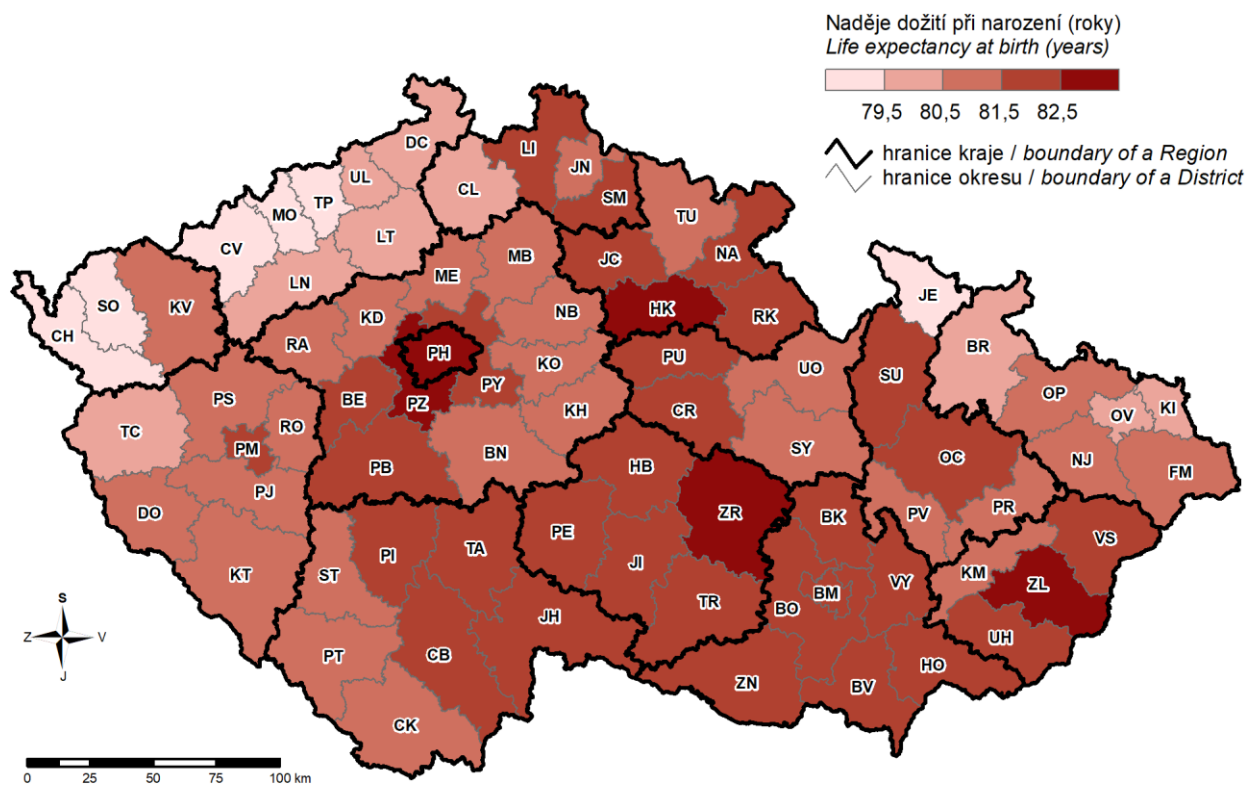 Naděje dožití při narození (roky)
Life expectancy at birth (years)
79,5 80,5 81,5 82,5
hranice kraje / boundary of a Region
hranice okresu / boundary of a District
DC
LI
JN
UL
CL
TP
SM
MO
TU
LT
CV
NA
MB
JC
ME
LN
JE
SO
KV
HK
NB
KD
RK
CH
RA
BR
PH
PU
KO
UO
SU
PY
OP
KI
BE
PZ
PS
CR
KH
OV
RO
TC
PM
SY
BN
OC
NJ
PB
HB
FM
PJ
PR
DO
ZR
PV
BK
PE
VS
PI
TA
JI
KT
ST
KM
VY
ZL
BM
TR
BO
JH
UH
PT
CB
HO
ZN
BV
CK
S
Z V
J
0 25 50 75 100 km